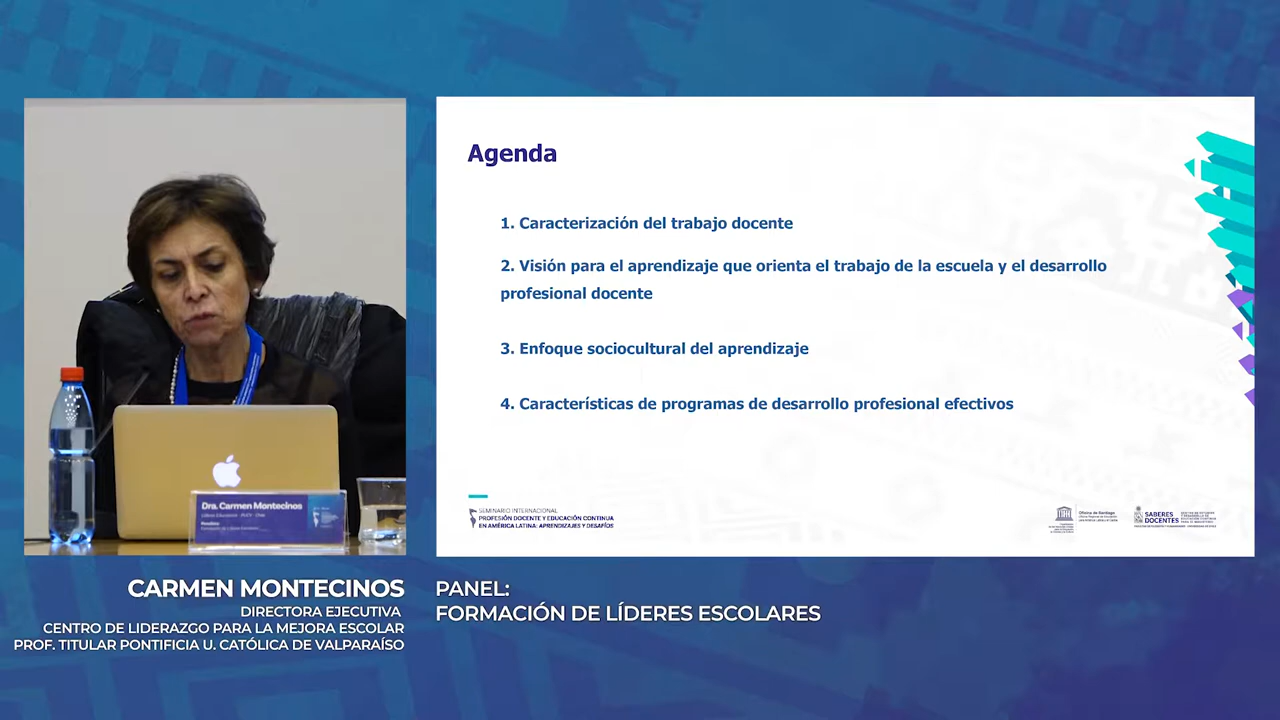 Agenda
1. Caracterización del trabajo docente
2. Visión para el aprendizaje que orienta el trabajo de la escuela y el desarrollo
profesional docente
3. Enfoque sociocultural del aprendizaje
4. Características de programas de desarrollo profesional efectivos
SEMINARIO INTERNACIONAL
PROFESIÓN DOCENTE Y EDUCACIÓN CONTINUA
EN AMÉRICA LATINA: APRENDIZAJES Y DESAFÍOS
Oficina de Santiago
SABERES
DOCENTES
Dra. Carmen Montecinos
CARMEN MONTECINOS
DIRECTORA EJECUTIVA
CENTRO DE LIDERAZGO PARA LA MEJORA ESCOLAR
PROF. TITULAR PONTIFICIA U. CATÓLICA DE VALPARAÍSO
PANEL:
FORMACIÓN DE LÍDERES ESCOLARES